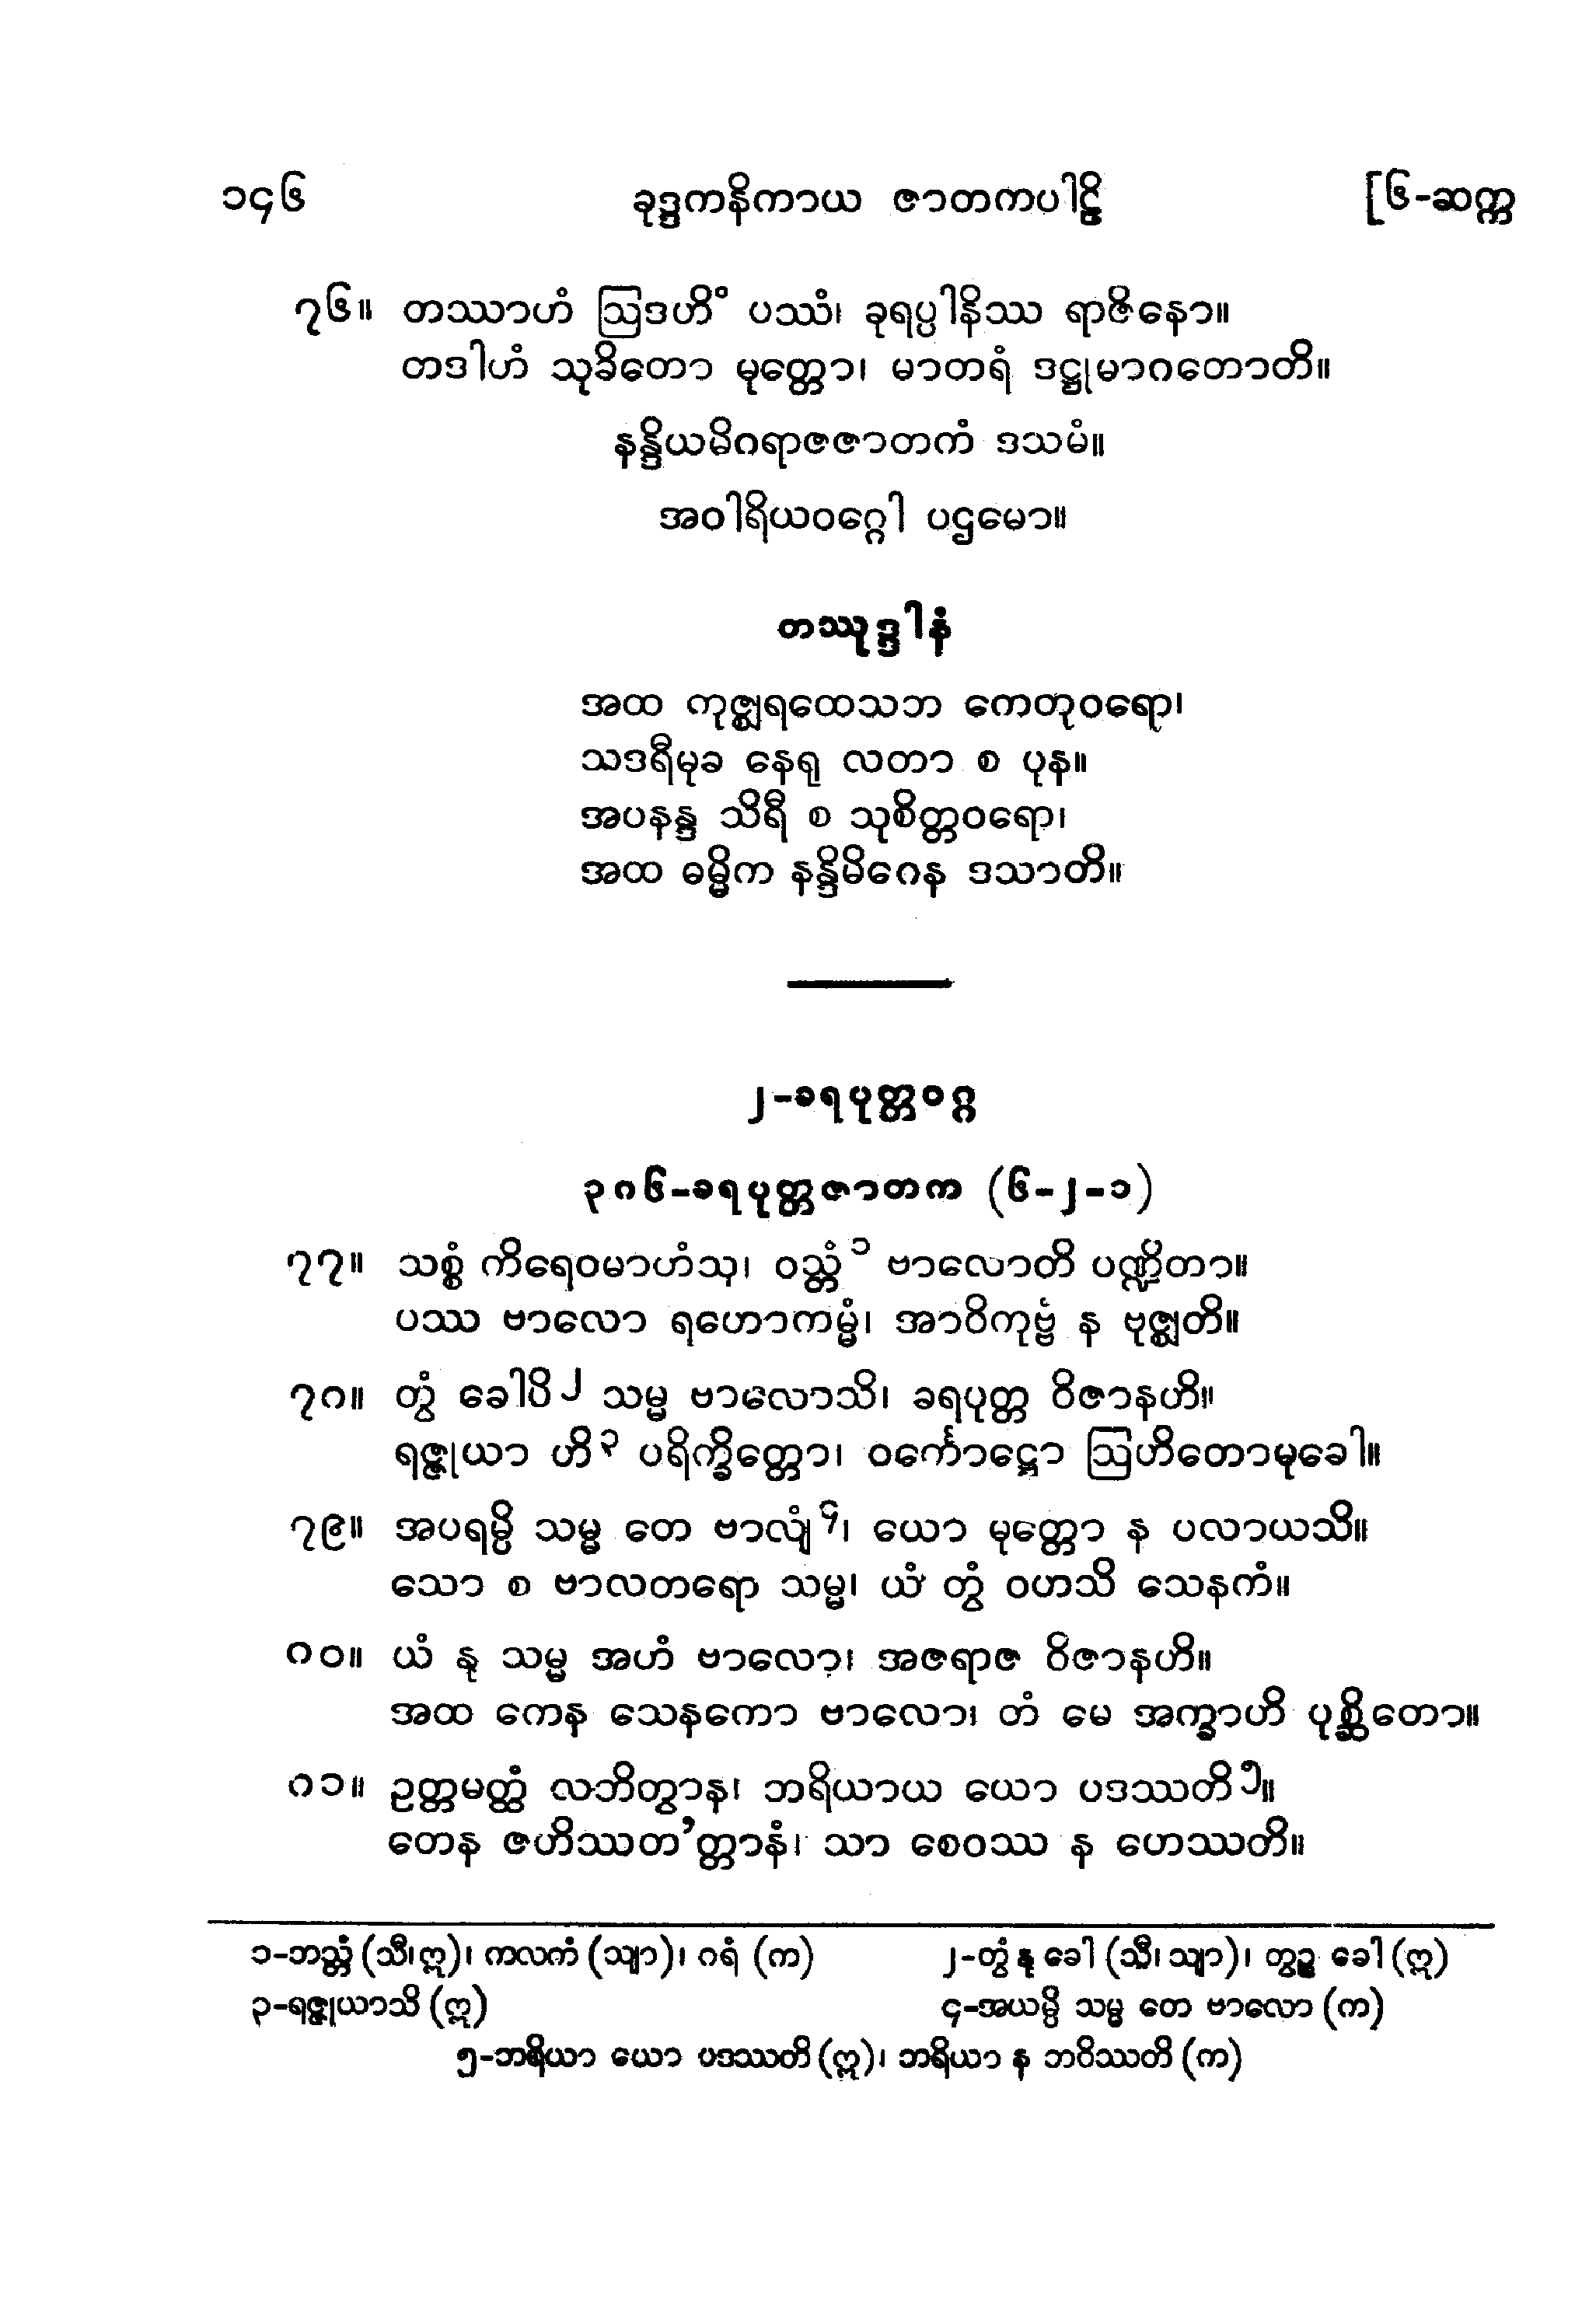 ၁၄၆ ခုဒ္ဒကနိကာယ ဇာတကပါဠိ [၆-ဆက္က
၇၆။ တဿာဟံ ဩဒဟိံ ပဿံ၊ ခုရပ္ပါနိဿ ရာဇိနော။
တဒါဟံ သုခိတော မုတ္တော၊ မာတရံ ဒဋ္ဌုမာဂတောတိ။
နန္ဒိယမိဂရာဇဇာတကံ ဒသမံ။
အဝါရိယဝဂ္ဂေါ ပဌမော။
တဿုဒ္ဒါနံ
အထ ကုဇ္ဈရထေသဘ ကေတုဝရော၊
သဒရီမုခ နေရု လတာ စ ပုန။
အပနန္ဒ သိရီ စ သုစိတ္တဝရော၊
အထ ဓမ္မိက နန္ဒိမိဂေန ဒသာတိ။
၂-ခရပုတ္တဝဂ္ဂ
၃၈၆-ခရပုတ္တဇာတက (၆-၂-၁)
၇၇။ သစ္စံ ကိရေဝမာဟံသု၊ ဝသ္တံ ၁ ဗာလောတိ ပဏ္ဍိတာ။
ပဿ ဗာလော ရဟောကမ္မံ၊ အာဝိကုဗ္ဗံ န ဗုဇ္ဈတိ။
၇၈။ တွံ ခေါပိ ၂ သမ္မ ဗာလောသိ၊ ခရပုတ္တ ဝိဇာနဟိ။
ရဇ္ဇုယာ ဟိ ၃ ပရိက္ခိတ္တော၊ ဝင်္ကောဋ္ဌော ဩဟိတောမုခေါ။
၇၉။ အပရမ္ပိ သမ္မ တေ ဗာလျံ ၄၊ ယော မုတ္တော န ပလာယသိ။
သော စ ဗာလတရော သမ္မ၊ ယံ တွံ ဝဟသိ သေနကံ။
၈၀။ ယံ နု သမ္မ အဟံ ဗာလော၊ အဇရာဇ ဝိဇာနဟိ။
အထ ကေန သေနကော ဗာလော၊ တံ မေ အက္ခာဟိ ပုစ္ဆိတော။
၈၁။ ဥတ္တမတ္ထံ လဘိတွာန၊ ဘရိယာယ ယော ပဒဿတိ ၅။
တေန ဇဟိဿတ’တ္တာနံ၊ သာ စေဝဿ န ဟေဿတိ။
၁-ဘသ္တံ (သီ၊ဣ)၊ ကလကံ (သျာ)၊ ဂရံ (က) ၂-တွံ နု ခေါ (သီ၊ သျာ)၊ တွဉ္စ ခေါ (ဣ)
၃-ရဇ္ဇုယာသိ (ဣ) ၄-အယမ္ပိ သမ္မ တေ ဗာလော (က)
၅-ဘရိယာ ယော ပဒဿတိ (ဣ)၊ ဘရိယာ န ဘဝိဿတိ (က)